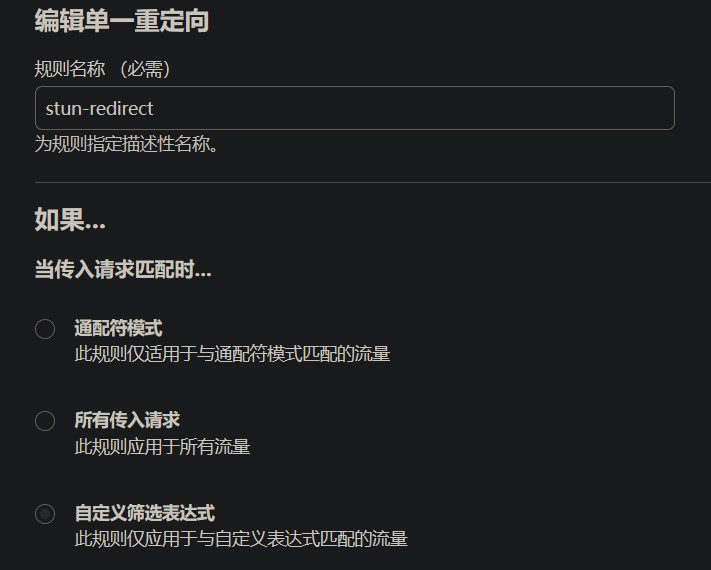 编辑单一重定向
规则名称 （必需）
stun-redirect
为规则指定描述性名称。
如果...
当传入请求匹配时...
通配符模式
此规则仅适用于与通配符模式匹配的流量
所有传入请求
此规则应用于所有流量
自定义筛选表达式
此规则仅应用于与自定义表达式匹配的流量